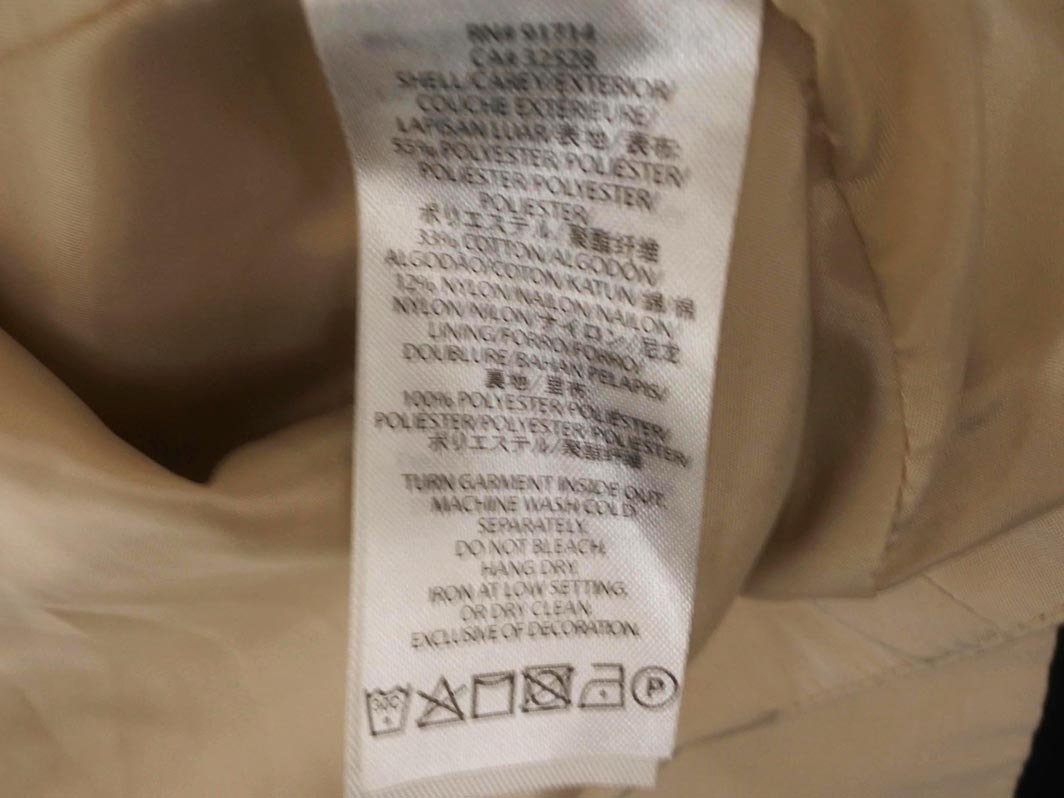 RN# 91714
CA# 32528
SHELL/CAREY/EXTERIOR/
COUCHE EXTÉRIEURE/
LAPISAN LUAR/表地/表布:
55% POLYESTER/POLIÉSTER/
POLIÉSTER/POLYESTER/
POLIESTER/
ポリエステル/聚酯纤维
33% COTTON/ALGODÓN/
ALGODÃO/COTON/KATUN/綿/棉
12% NYLON/NAILON/NÁILON/
NYLON/NILON/ナイロン/尼龙
LINING/FORRO/FORRO/
DOUBLURE/BAHAN PELAPIS/
裏地/里布
100% POLYESTER/POLIÉSTER/
POLIÉSTER/POLYESTER/POLIESTER/
ポリエステル/聚酯纤维
TURN GARMENT INSIDE OUT,
MACHINE WASH COLD
SEPARATELY.
DO NOT BLEACH.
HANG DRY.
IRON AT LOW SETTING,
OR DRY CLEAN,
EXCLUSIVE OF DECORATION.
30C P